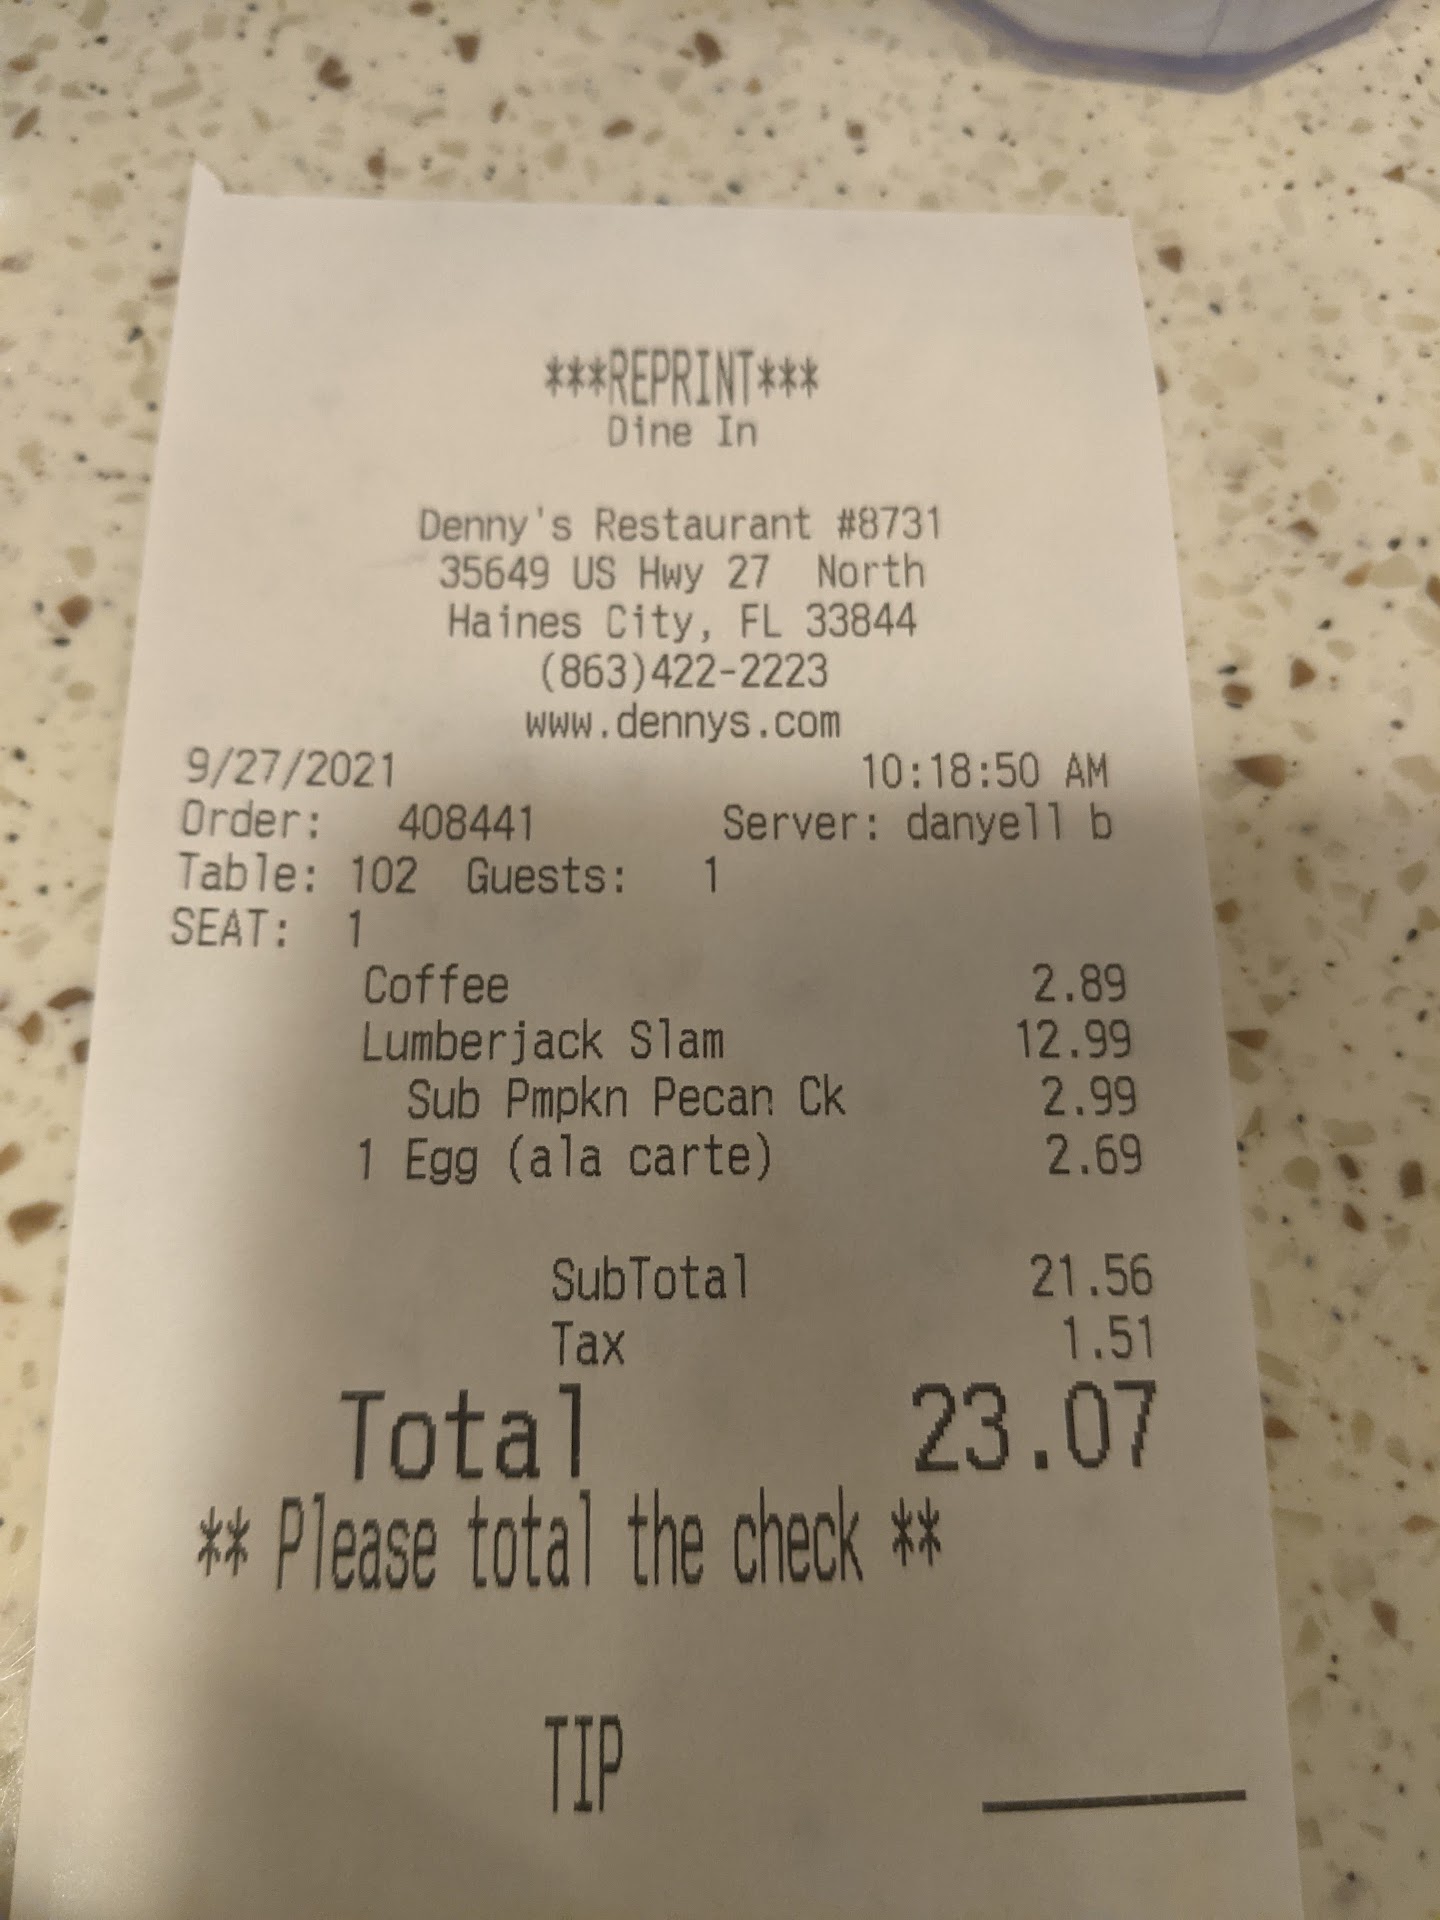 ***REPRINT***
Dine In
Denny's Restaurant #8731
35649 US Hwy 27 North
Haines City, FL 33844
(863)422-2223
www.dennys.com
9/27/2021 10:18:50 AM
Order: 408441 Server: danyell b
Table: 102 Guests: 1
SEAT: 1
Coffee 2.89
Lumberjack Slam 12.99
Sub Pmpkn Pecan Ck 2.99
1 Egg (ala carte) 2.69
SubTotal 21.56
Tax 1.51
Total 23.07
** Please total the check **
TIP